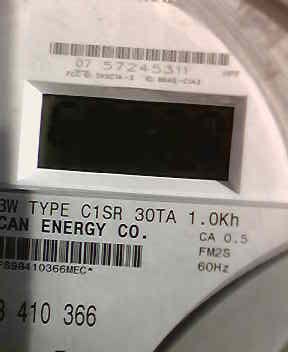 07 57245311
3W TYPE C1SR 30TA 1.0Kh
CAN ENERGY CO.
CA 0.5
FM2S
60Hz
898410366MEC*
8 410 366